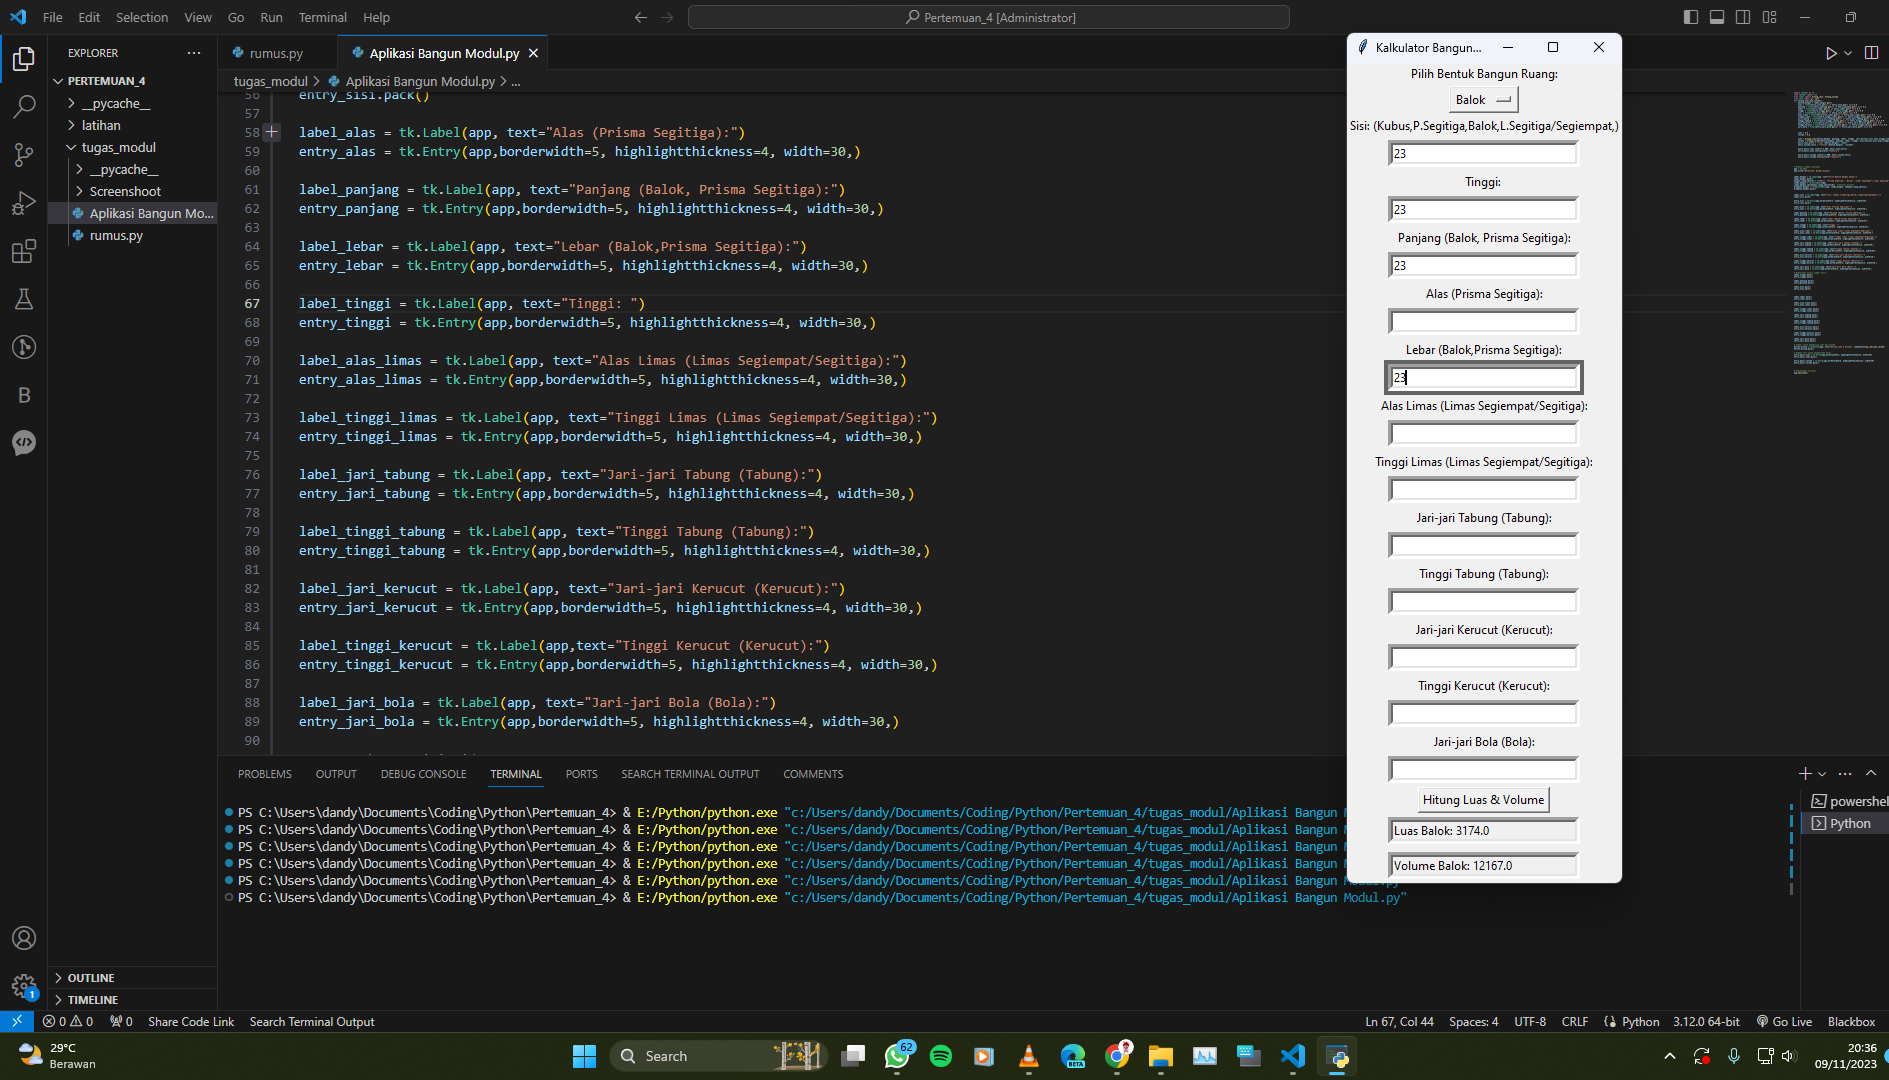 File Edit Selection View Go Run Terminal Help
Pertemuan_4 [Administrator]
EXPLORER
PERTEMUAN_4
__pycache__
latihan
tugas_modul
__pycache__
Screenshoot
Aplikasi Bangun Mo...
rumus.py
OUTLINE
TIMELINE
rumus.py
Aplikasi Bangun Modul.py
tugas_modul > Aplikasi Bangun Modul.py > ...
56 entry_sisi.pack()
57
58 label_alas = tk.Label(app, text="Alas (Prisma Segitiga):")
59 entry_alas = tk.Entry(app,borderwidth=5, highlightthickness=4, width=30,)
60
61 label_panjang = tk.Label(app, text="Panjang (Balok, Prisma Segitiga):")
62 entry_panjang = tk.Entry(app,borderwidth=5, highlightthickness=4, width=30,)
63
64 label_lebar = tk.Label(app, text="Lebar (Balok,Prisma Segitiga):")
65 entry_lebar = tk.Entry(app,borderwidth=5, highlightthickness=4, width=30,)
66
67 label_tinggi = tk.Label(app, text="Tinggi: ")
68 entry_tinggi = tk.Entry(app,borderwidth=5, highlightthickness=4, width=30,)
69
70 label_alas_limas = tk.Label(app, text="Alas Limas (Limas Segiempat/Segitiga):")
71 entry_alas_limas = tk.Entry(app,borderwidth=5, highlightthickness=4, width=30,)
72
73 label_tinggi_limas = tk.Label(app, text="Tinggi Limas (Limas Segiempat/Segitiga):")
74 entry_tinggi_limas = tk.Entry(app,borderwidth=5, highlightthickness=4, width=30,)
75
76 label_jari_tabung = tk.Label(app, text="Jari-jari Tabung (Tabung):")
77 entry_jari_tabung = tk.Entry(app,borderwidth=5, highlightthickness=4, width=30,)
78
79 label_tinggi_tabung = tk.Label(app, text="Tinggi Tabung (Tabung):")
80 entry_tinggi_tabung = tk.Entry(app,borderwidth=5, highlightthickness=4, width=30,)
81
82 label_jari_kerucut = tk.Label(app, text="Jari-jari Kerucut (Kerucut):")
83 entry_jari_kerucut = tk.Entry(app,borderwidth=5, highlightthickness=4, width=30,)
84
85 label_tinggi_kerucut = tk.Label(app,text="Tinggi Kerucut (Kerucut):")
86 entry_tinggi_kerucut = tk.Entry(app,borderwidth=5, highlightthickness=4, width=30,)
87
88 label_jari_bola = tk.Label(app, text="Jari-jari Bola (Bola):")
89 entry_jari_bola = tk.Entry(app,borderwidth=5, highlightthickness=4, width=30,)
90
PROBLEMS OUTPUT DEBUG CONSOLE TERMINAL PORTS SEARCH TERMINAL OUTPUT COMMENTS
PS C:\Users\dandy\Documents\Coding\Python\Pertemuan_4> & E:/Python/python.exe "c:/Users/dandy/Documents/Coding/Python/Pertemuan_4/tugas_modul/Aplikasi Bangun
PS C:\Users\dandy\Documents\Coding\Python\Pertemuan_4> & E:/Python/python.exe "c:/Users/dandy/Documents/Coding/Python/Pertemuan_4/tugas_modul/Aplikasi Bangun
PS C:\Users\dandy\Documents\Coding\Python\Pertemuan_4> & E:/Python/python.exe "c:/Users/dandy/Documents/Coding/Python/Pertemuan_4/tugas_modul/Aplikasi Bangun
PS C:\Users\dandy\Documents\Coding\Python\Pertemuan_4> & E:/Python/python.exe "c:/Users/dandy/Documents/Coding/Python/Pertemuan_4/tugas_modul/Aplikasi Bangun
PS C:\Users\dandy\Documents\Coding\Python\Pertemuan_4> & E:/Python/python.exe "c:/Users/dandy/Documents/Coding/Python/Pertemuan_4/tugas_modul/Aplikasi Bangun
PS C:\Users\dandy\Documents\Coding\Python\Pertemuan_4> & E:/Python/python.exe "c:/Users/dandy/Documents/Coding/Python/Pertemuan_4/tugas_modul/Aplikasi Bangun Modul.py"
powershel
Python
Kalkulator Bangun...
Pilih Bentuk Bangun Ruang:
Balok
Sisi: (Kubus,P.Segitiga,Balok,L.Segitiga/Segiempat,)
23
Tinggi:
23
Panjang (Balok, Prisma Segitiga):
23
Alas (Prisma Segitiga):
Lebar (Balok,Prisma Segitiga):
23
Alas Limas (Limas Segiempat/Segitiga):
Tinggi Limas (Limas Segiempat/Segitiga):
Jari-jari Tabung (Tabung):
Tinggi Tabung (Tabung):
Jari-jari Kerucut (Kerucut):
Tinggi Kerucut (Kerucut):
Jari-jari Bola (Bola):
Hitung Luas & Volume
Luas Balok: 3174.0
Volume Balok: 12167.0
1
0 0 0 Share Code Link Search Terminal Output
Ln 67, Col 44 Spaces: 4 UTF-8 CRLF Python 3.12.0 64-bit Go Live Blackbox
29°C
Berawan
Search
62
BETA
20:36
09/11/2023